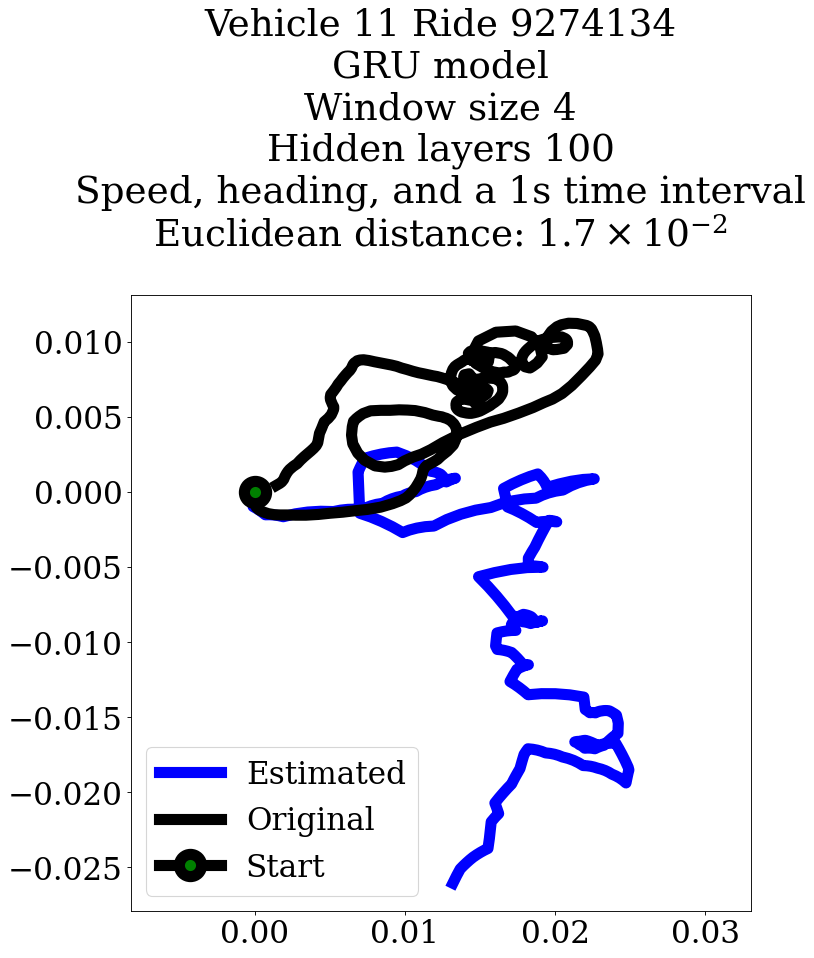 Vehicle 11 Ride 9274134
GRU model
Window size 4
Hidden layers 100
Speed, heading, and a 1s time interval
Euclidean distance: 1.7 × 10⁻²
0.010
0.005
0.000
−0.005
−0.010
−0.015
−0.020
−0.025
Estimated
Original
Start
0.00 0.01 0.02 0.03